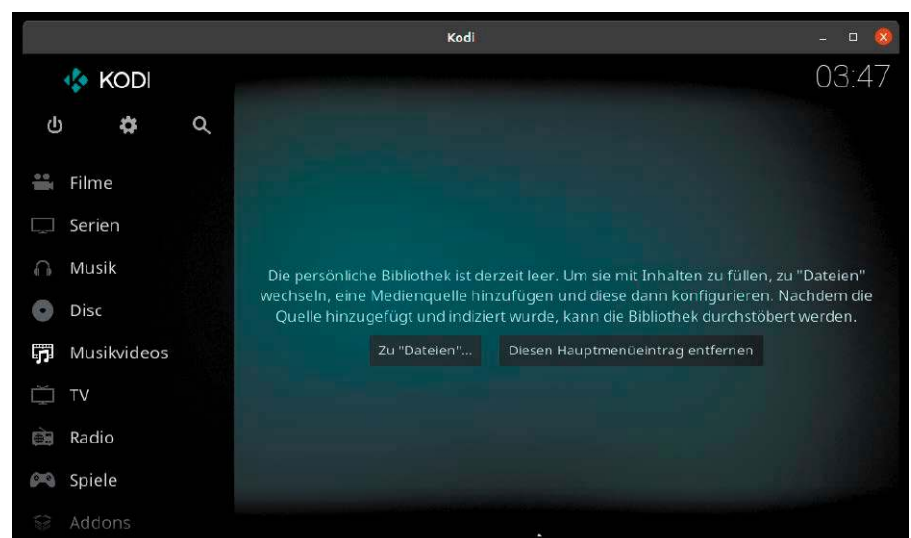 Kodi
KODI
03:47
Filme
Serien
Musik
Disc
Musikvideos
TV
Radio
Spiele
Addons
Die persönliche Bibliothek ist derzeit leer. Um sie mit Inhalten zu füllen, zu "Dateien"
wechseln, eine Medienquelle hinzufügen und diese dann konfigurieren. Nachdem die
Quelle hinzugefügt und indiziert wurde, kann die Bibliothek durchstöbert werden.
Zu "Dateien"... Diesen Hauptmenüeintrag entfernen